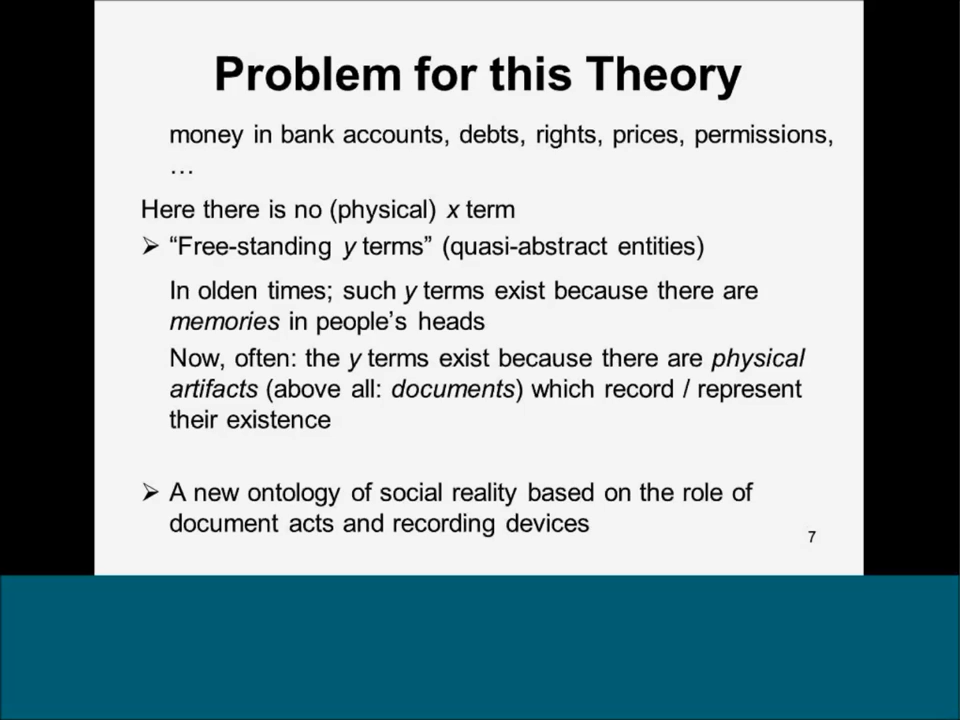 Problem for this Theory
money in bank accounts, debts, rights, prices, permissions,
…
Here there is no (physical) x term
➢ “Free-standing y terms” (quasi-abstract entities)
In olden times; such y terms exist because there are
memories in people’s heads
Now, often: the y terms exist because there are physical
artifacts (above all: documents) which record / represent
their existence
➢ A new ontology of social reality based on the role of
document acts and recording devices
7